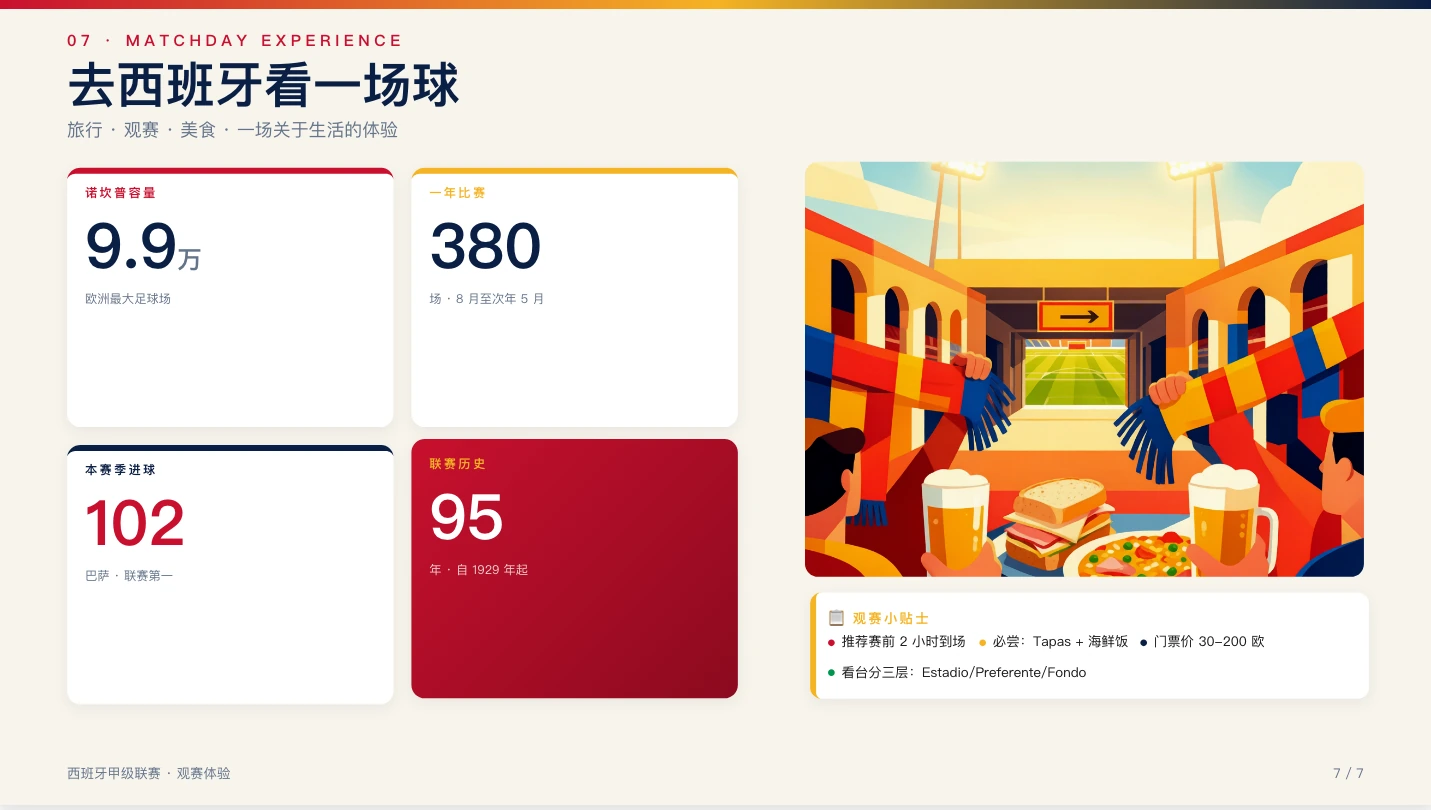 07 · MATCHDAY EXPERIENCE
去西班牙看一场球
旅行 · 观赛 · 美食 · 一场关于生活的体验
诺坎普容量
9.9万
欧洲最大足球场
一年比赛
380
场 · 8 月至次年 5 月
本赛季进球
102
巴萨 · 联赛第一
联赛历史
95
年 · 自 1929 年起
📋 观赛小贴士
● 推荐赛前 2 小时到场 ● 必尝：Tapas + 海鲜饭 ● 门票价 30–200 欧
● 看台分三层：Estadio/Preferente/Fondo
西班牙甲级联赛 · 观赛体验
7 / 7